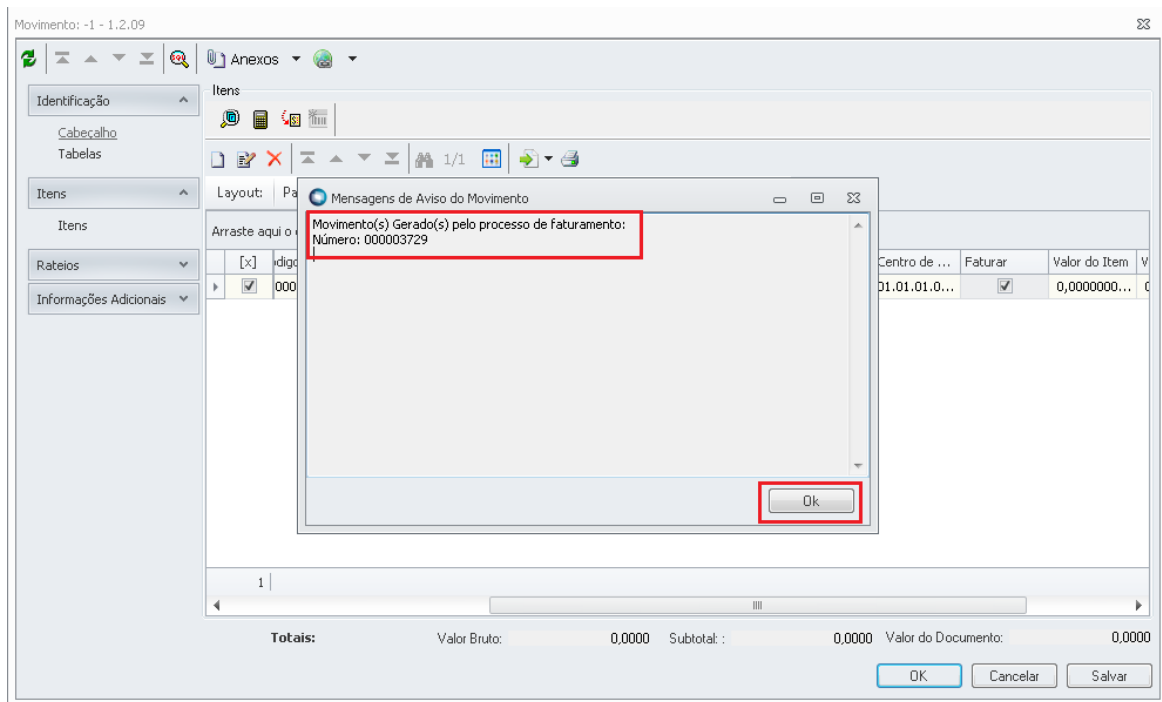 Movimento: -1 - 1.2.09
Anexos
Identificação
Cabeçalho
Tabelas
Itens
Itens
Rateios
Informações Adicionais
Itens
1/1
Layout: Pa
Mensagens de Aviso do Movimento
Movimento(s) Gerado(s) pelo processo de faturamento:
Número: 000003729
Ok
Arraste aqui o
[x] Centro de ... Faturar Valor do Item V
000 01.01.01.0... 0,0000000...
1
Totais: Valor Bruto: 0,0000 Subtotal: : 0,0000 Valor do Documento: 0,0000
OK Cancelar Salvar